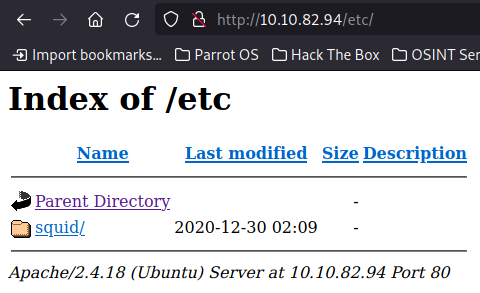 http://10.10.82.94/etc/
Import bookmarks... Parrot OS Hack The Box OSINT Ser
Index of /etc
Name Last modified Size Description
Parent Directory -
squid/ 2020-12-30 02:09 -
Apache/2.4.18 (Ubuntu) Server at 10.10.82.94 Port 80